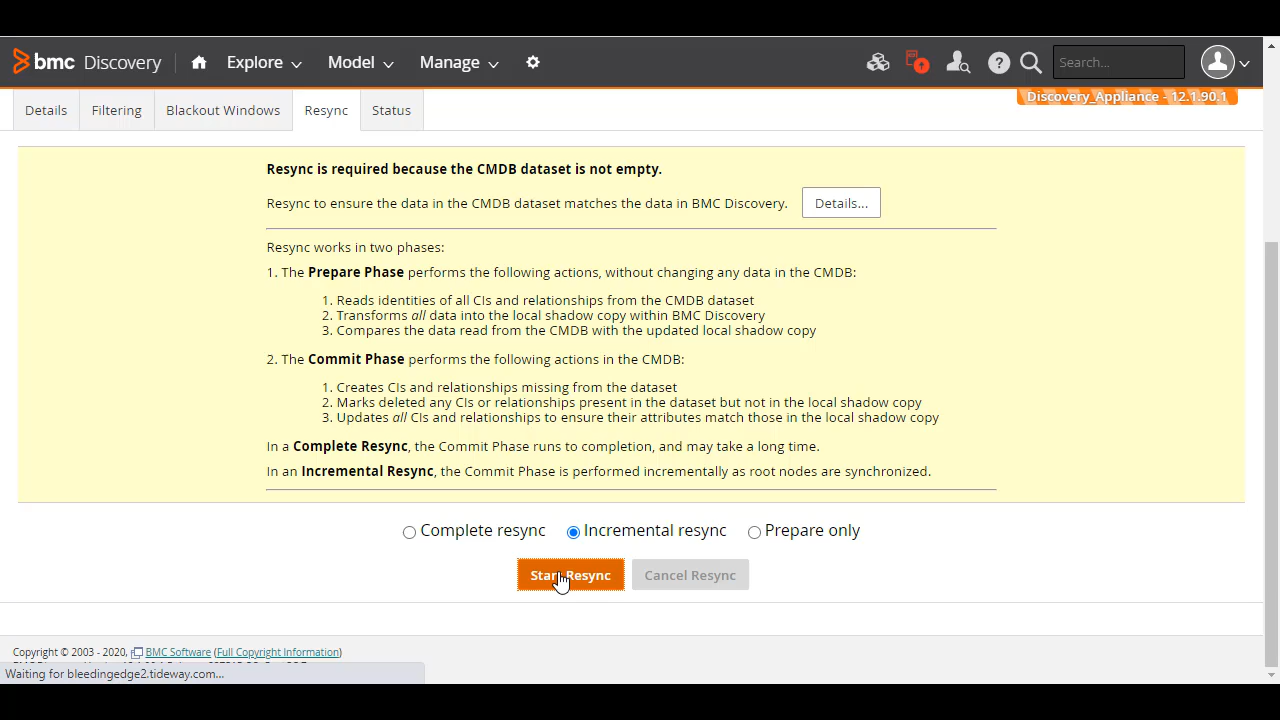 bmc Discovery Explore Model Manage Search...
Discovery_Appliance - 12.1.90.1
Details Filtering Blackout Windows Resync Status
Resync is required because the CMDB dataset is not empty.
Resync to ensure the data in the CMDB dataset matches the data in BMC Discovery. Details...
Resync works in two phases:
1. The Prepare Phase performs the following actions, without changing any data in the CMDB:
1. Reads identities of all CIs and relationships from the CMDB dataset
2. Transforms all data into the local shadow copy within BMC Discovery
3. Compares the data read from the CMDB with the updated local shadow copy
2. The Commit Phase performs the following actions in the CMDB:
1. Creates CIs and relationships missing from the dataset
2. Marks deleted any CIs or relationships present in the dataset but not in the local shadow copy
3. Updates all CIs and relationships to ensure their attributes match those in the local shadow copy
In a Complete Resync, the Commit Phase runs to completion, and may take a long time.
In an Incremental Resync, the Commit Phase is performed incrementally as root nodes are synchronized.
Complete resync Incremental resync Prepare only
Start Resync Cancel Resync
Copyright © 2003 - 2020, BMC Software (Full Copyright Information)
Waiting for bleedingedge2.tideway.com...